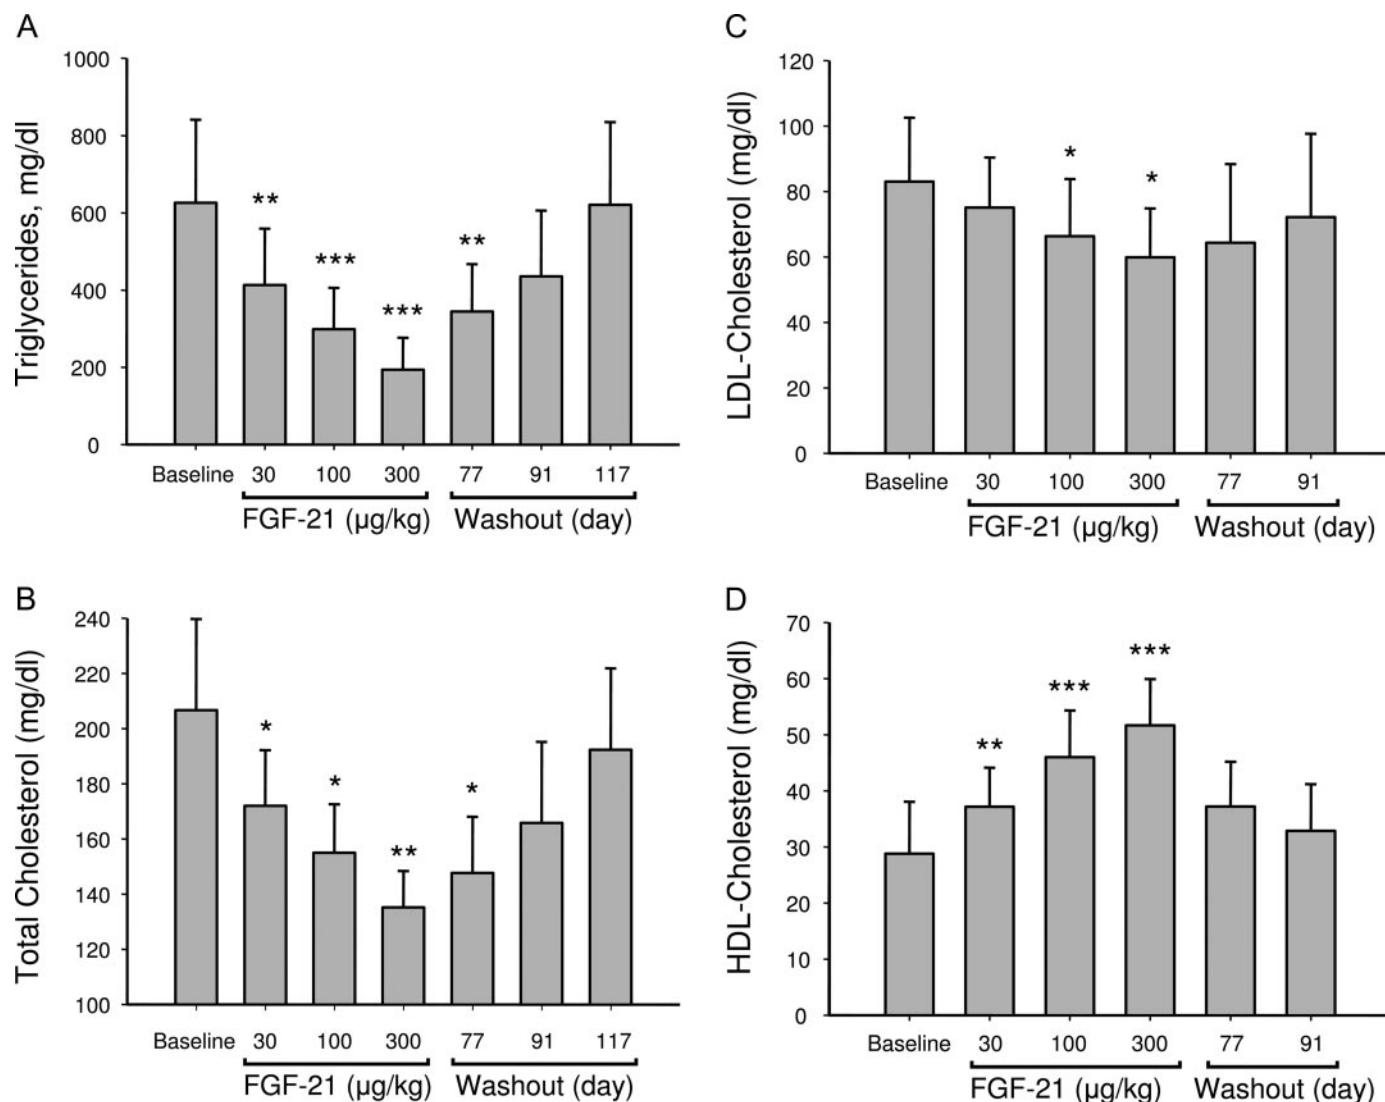 A
Triglycerides, mg/dl
1000
800
600
400
200
0
** *** *** **
Baseline 30 100 300 77 91 117
FGF-21 (µg/kg) Washout (day)
B
Total Cholesterol (mg/dl)
240
220
200
180
160
140
120
100
* * ** *
Baseline 30 100 300 77 91 117
FGF-21 (µg/kg) Washout (day)
C
LDL-Cholesterol (mg/dl)
120
100
80
60
40
20
0
* *
Baseline 30 100 300 77 91
FGF-21 (µg/kg) Washout (day)
D
HDL-Cholesterol (mg/dl)
70
60
50
40
30
20
10
0
** *** ***
Baseline 30 100 300 77 91
FGF-21 (µg/kg) Washout (day)